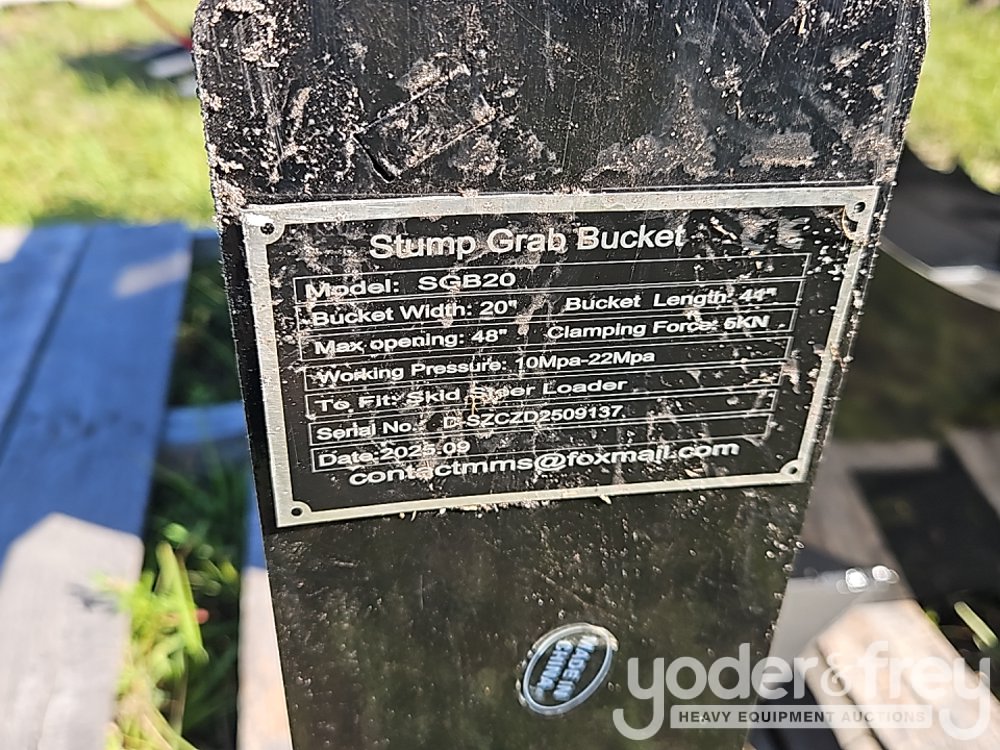 Stump Grab Bucket
Model: SGB20
Bucket Width: 20" Bucket Length: 44"
Max opening: 48" Clamping Force: 5KN
Working Pressure: 10Mpa-22Mpa
To Fit: Skid Steer Loader
Serial No.: D-SZCZD2509137
Date:2025.09
contactmms@foxmail.com
MADE IN
CHINA
yoder&frey
HEAVY EQUIPMENT AUCTIONS